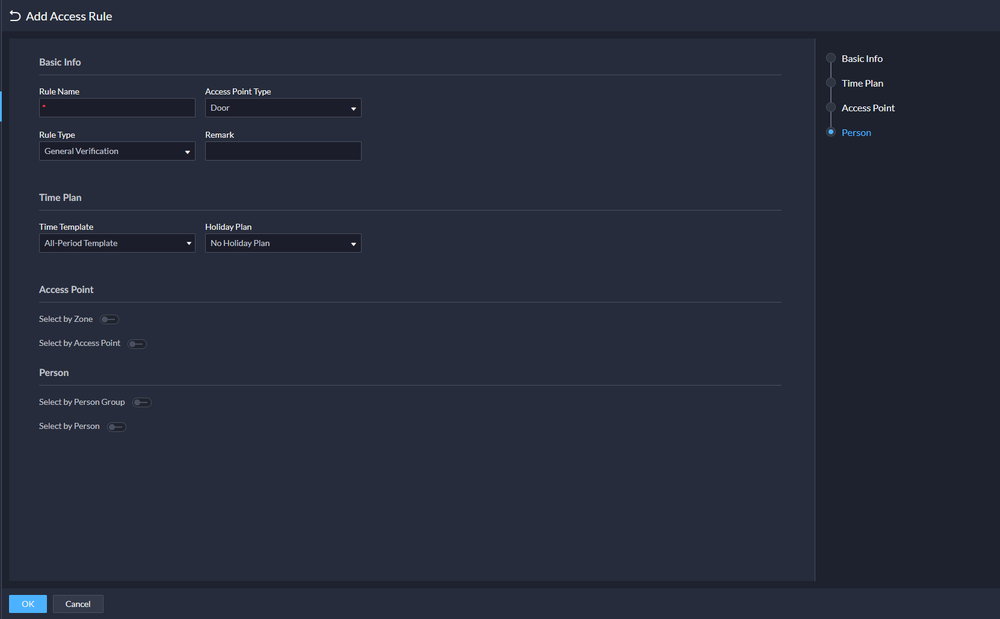 Add Access Rule
Basic Info
Rule Name
Access Point Type
*
Door
Rule Type
Remark
General Verification
Time Plan
Time Template
Holiday Plan
All-Period Template
No Holiday Plan
Access Point
Select by Zone
Select by Access Point
Person
Select by Person Group
Select by Person
Basic Info
Time Plan
Access Point
Person
OK
Cancel